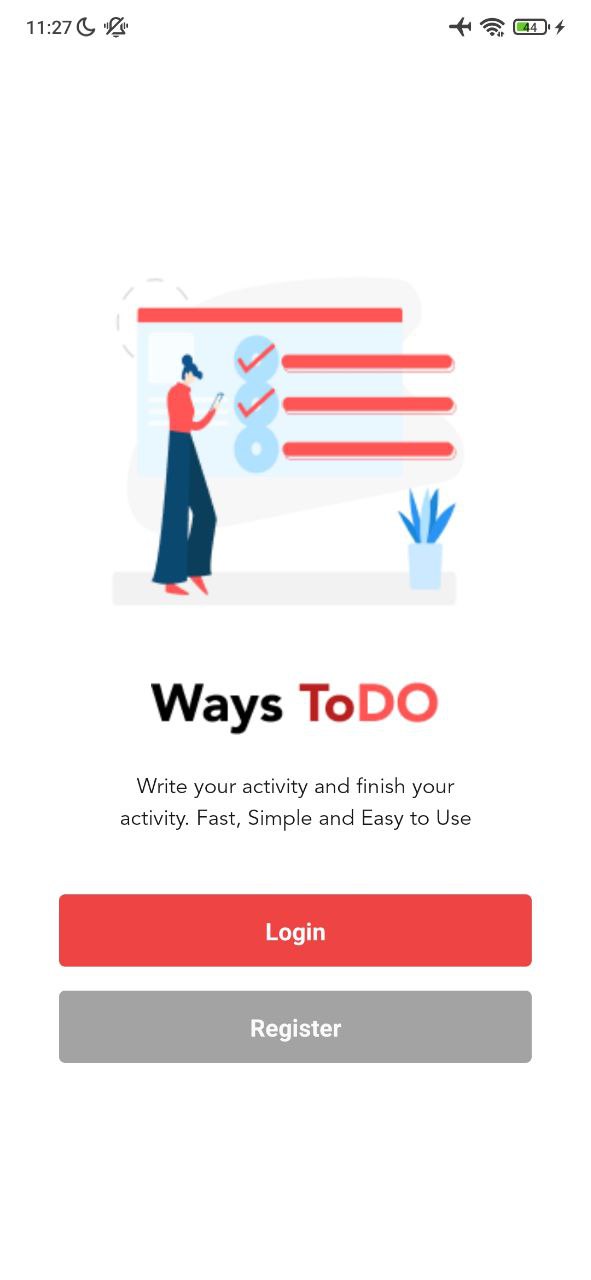 11:27 44
Ways ToDO
Write your activity and finish your
activity. Fast, Simple and Easy to Use
Login
Register